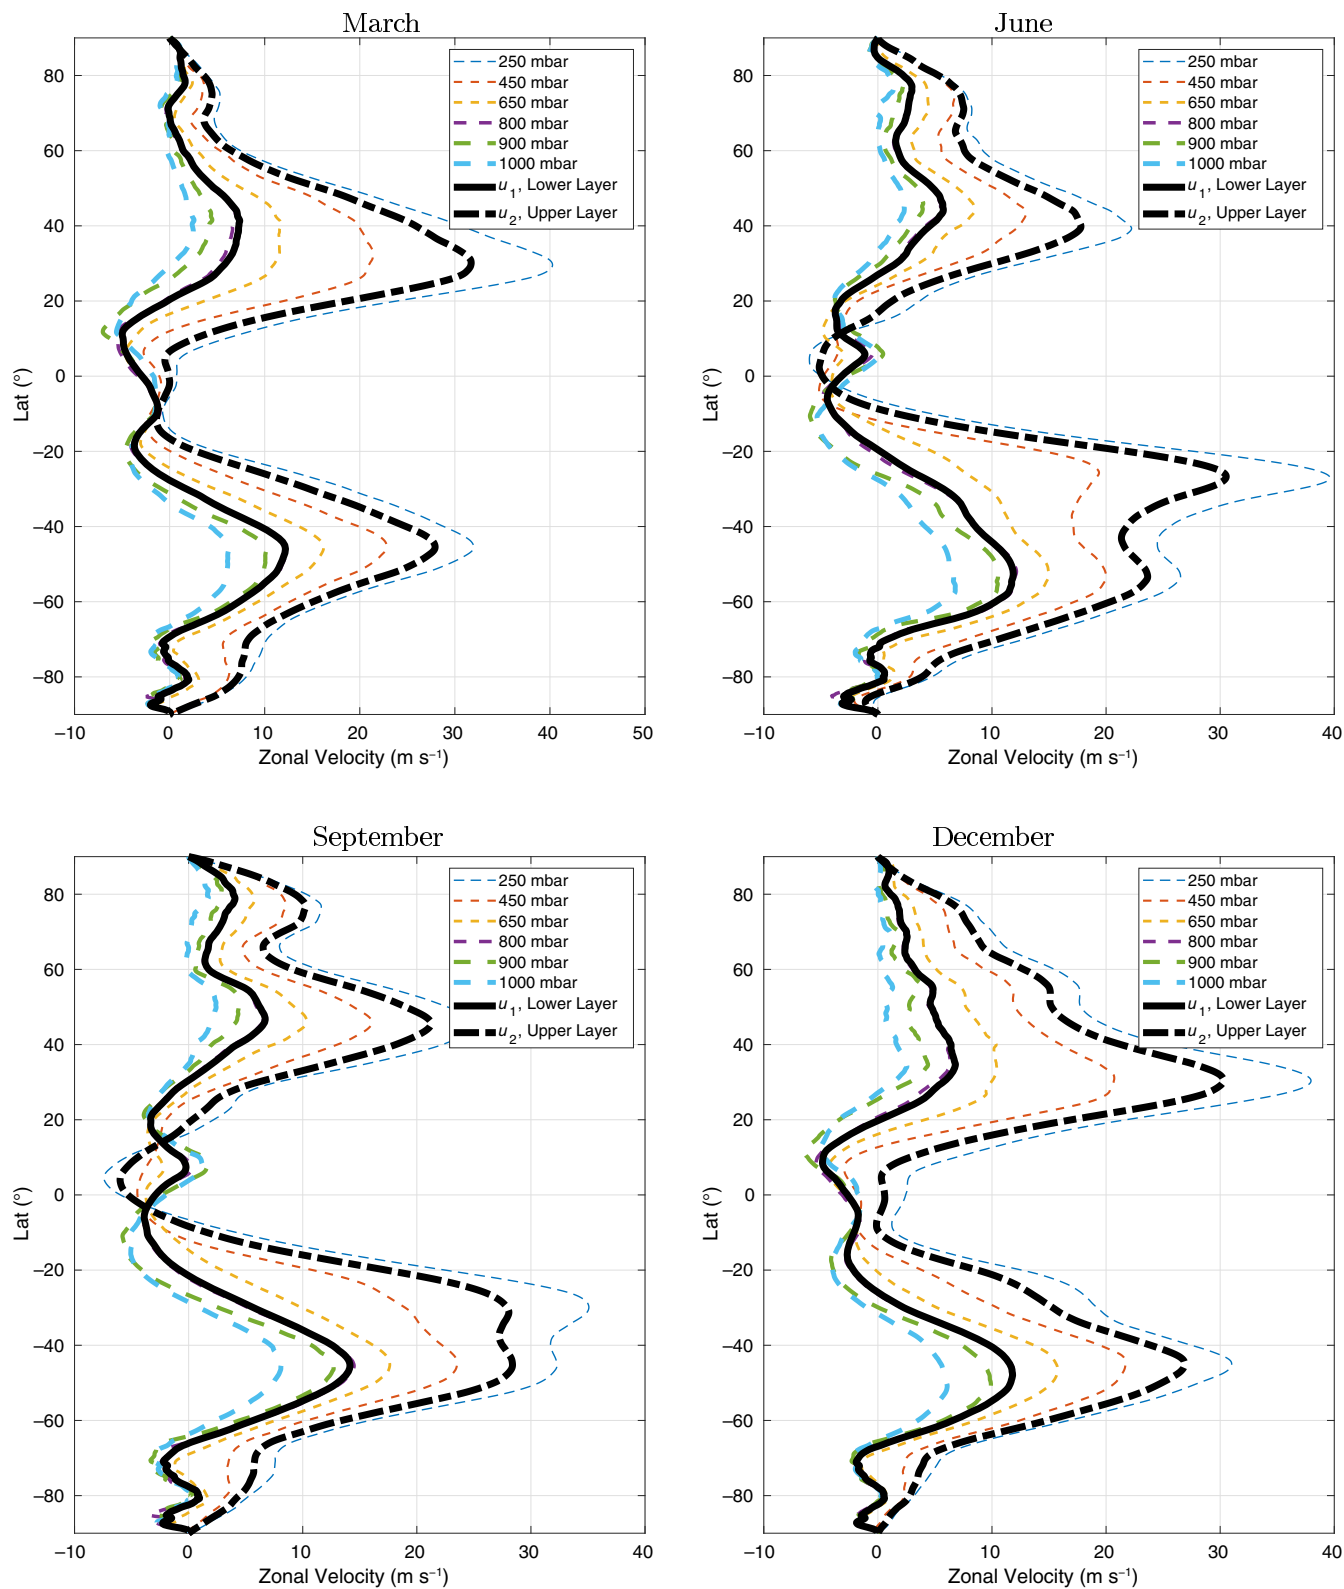 March
80
60
40
20
0
−20
−40
−60
−80
Lat (°)
−10 0 10 20 30 40 50
Zonal Velocity (m s⁻¹)
250 mbar
450 mbar
650 mbar
800 mbar
900 mbar
1000 mbar
u₁, Lower Layer
u₂, Upper Layer
June
80
60
40
20
0
−20
−40
−60
−80
Lat (°)
−10 0 10 20 30 40
Zonal Velocity (m s⁻¹)
250 mbar
450 mbar
650 mbar
800 mbar
900 mbar
1000 mbar
u₁, Lower Layer
u₂, Upper Layer
September
80
60
40
20
0
−20
−40
−60
−80
Lat (°)
−10 0 10 20 30 40
Zonal Velocity (m s⁻¹)
250 mbar
450 mbar
650 mbar
800 mbar
900 mbar
1000 mbar
u₁, Lower Layer
u₂, Upper Layer
December
80
60
40
20
0
−20
−40
−60
−80
Lat (°)
−10 0 10 20 30 40
Zonal Velocity (m s⁻¹)
250 mbar
450 mbar
650 mbar
800 mbar
900 mbar
1000 mbar
u₁, Lower Layer
u₂, Upper Layer